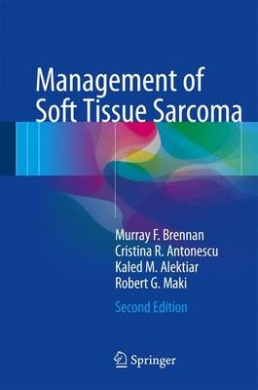 Management of
Soft Tissue Sarcoma
Murray F. Brennan
Cristina R. Antonescu
Kaled M. Alektiar
Robert G. Maki
Second Edition
Springer